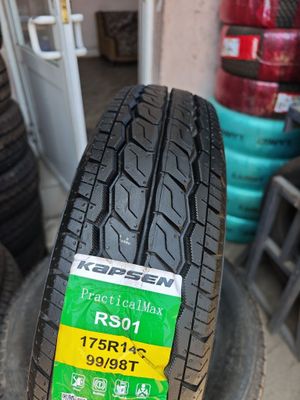 KAPSEN
PracticalMax
RS01
175R14C
99/98T